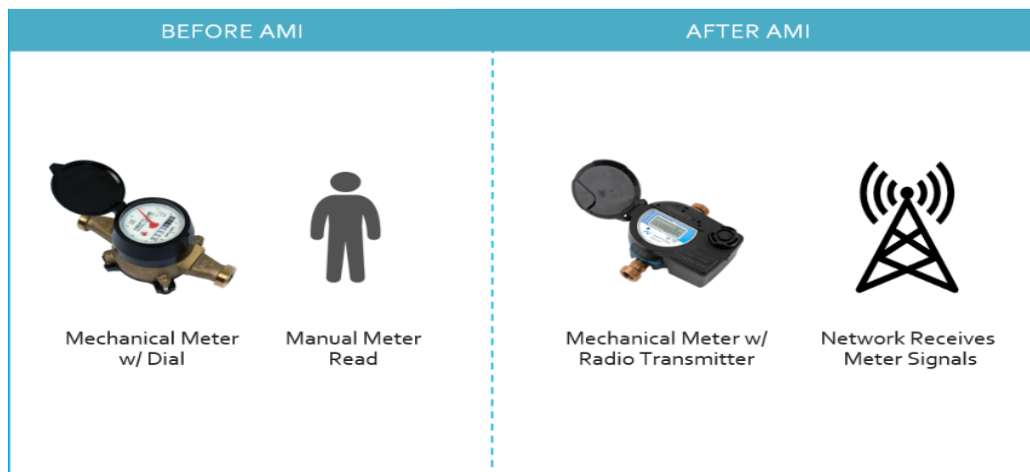 BEFORE AMI
AFTER AMI
Mechanical Meter
w/ Dial
Manual Meter
Read
Mechanical Meter w/
Radio Transmitter
Network Receives
Meter Signals